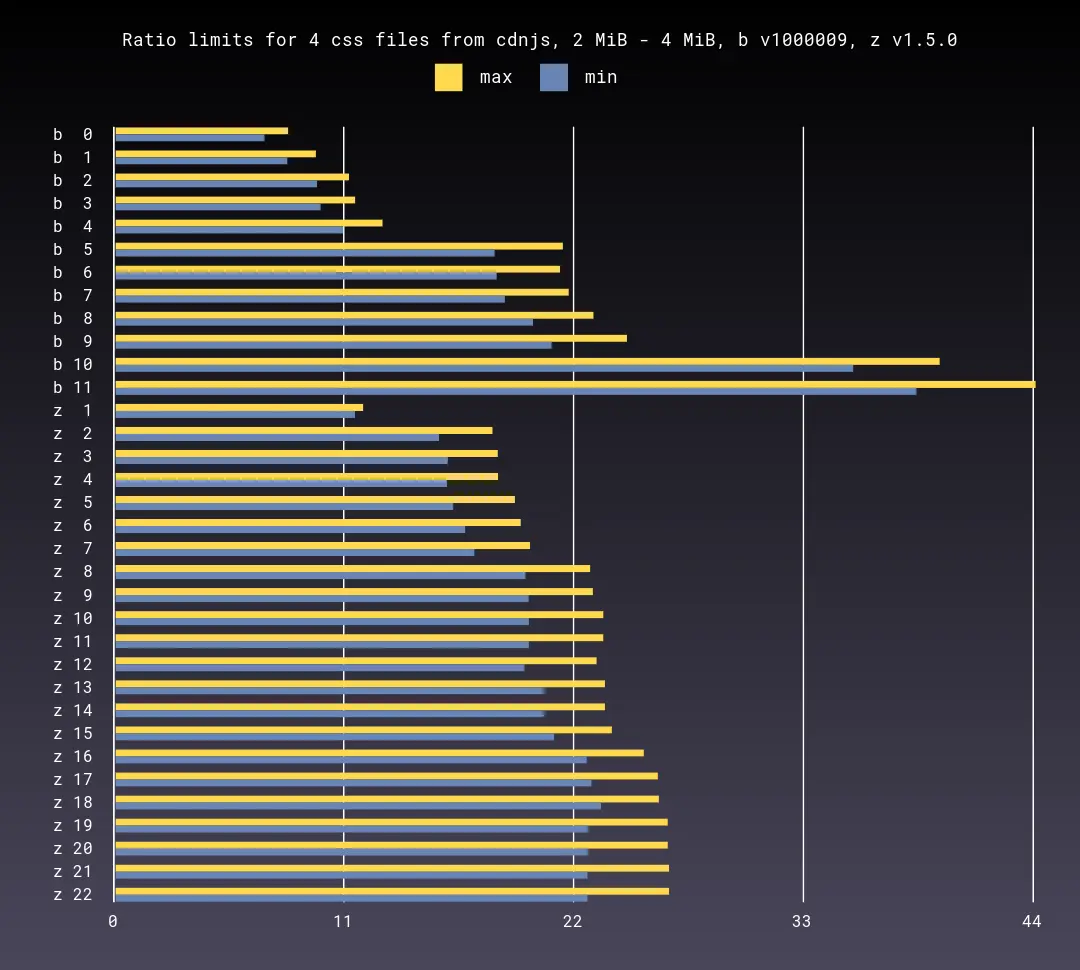 Ratio limits for 4 css files from cdnjs, 2 MiB - 4 MiB, b v1000009, z v1.5.0
max min
b 0
b 1
b 2
b 3
b 4
b 5
b 6
b 7
b 8
b 9
b 10
b 11
z 1
z 2
z 3
z 4
z 5
z 6
z 7
z 8
z 9
z 10
z 11
z 12
z 13
z 14
z 15
z 16
z 17
z 18
z 19
z 20
z 21
z 22
0 11 22 33 44